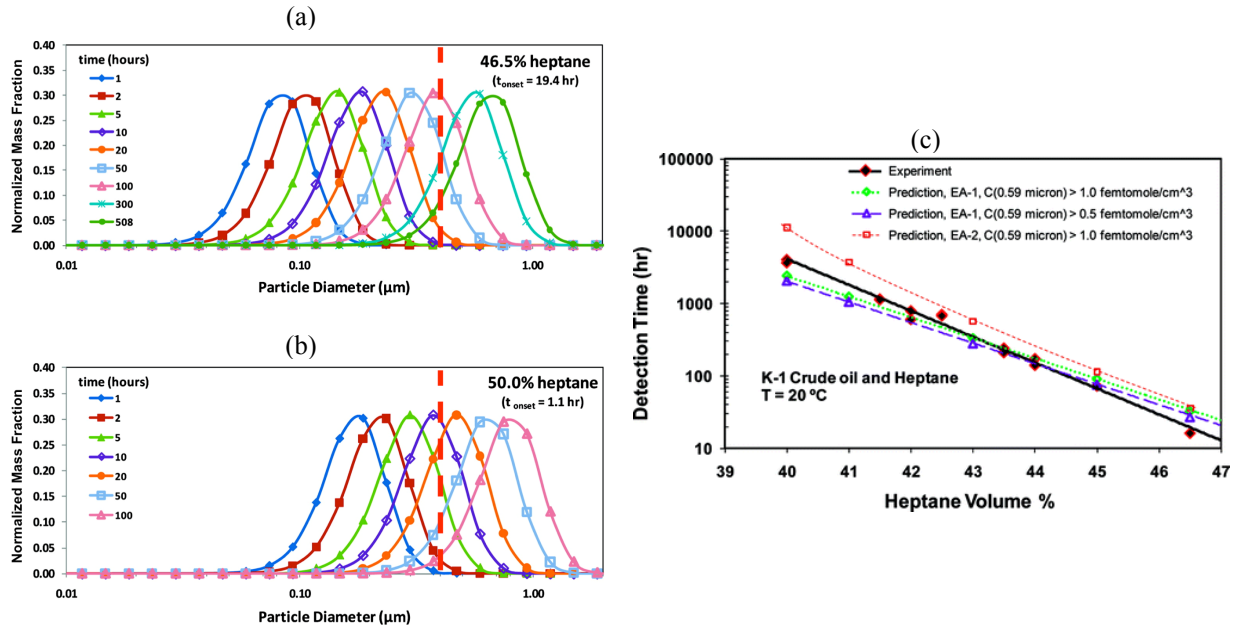 (a)
0.40
0.35
0.30
0.25
0.20
0.15
0.10
0.05
0.00
Normalized Mass Fraction
time (hours)
1
2
5
10
20
50
100
300
508
46.5% heptane
(t onset = 19.4 hr)
0.01
0.10
1.00
Particle Diameter (μm)
(b)
0.40
0.35
0.30
0.25
0.20
0.15
0.10
0.05
0.00
Normalized Mass Fraction
time (hours)
1
2
5
10
20
50
100
50.0% heptane
(t onset = 1.1 hr)
0.01
0.10
1.00
Particle Diameter (μm)
(c)
100000
10000
1000
100
10
Detection Time (hr)
Experiment
Prediction, EA-1, C(0.59 micron) > 1.0 femtomole/cm^3
Prediction, EA-1, C(0.59 micron) > 0.5 femtomole/cm^3
Prediction, EA-2, C(0.59 micron) > 1.0 femtomole/cm^3
K-1 Crude oil and Heptane
T = 20 ºC
39
40
41
42
43
44
45
46
47
Heptane Volume %